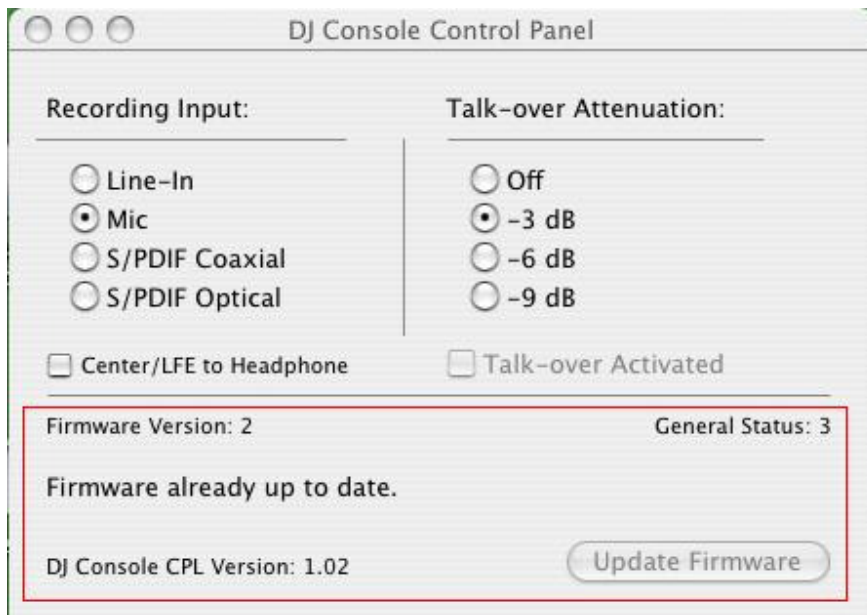 DJ Console Control Panel
Recording Input:
Line-In
Mic
S/PDIF Coaxial
S/PDIF Optical
Talk-over Attenuation:
Off
-3 dB
-6 dB
-9 dB
Center/LFE to Headphone
Talk-over Activated
Firmware Version: 2
General Status: 3
Firmware already up to date.
DJ Console CPL Version: 1.02
Update Firmware